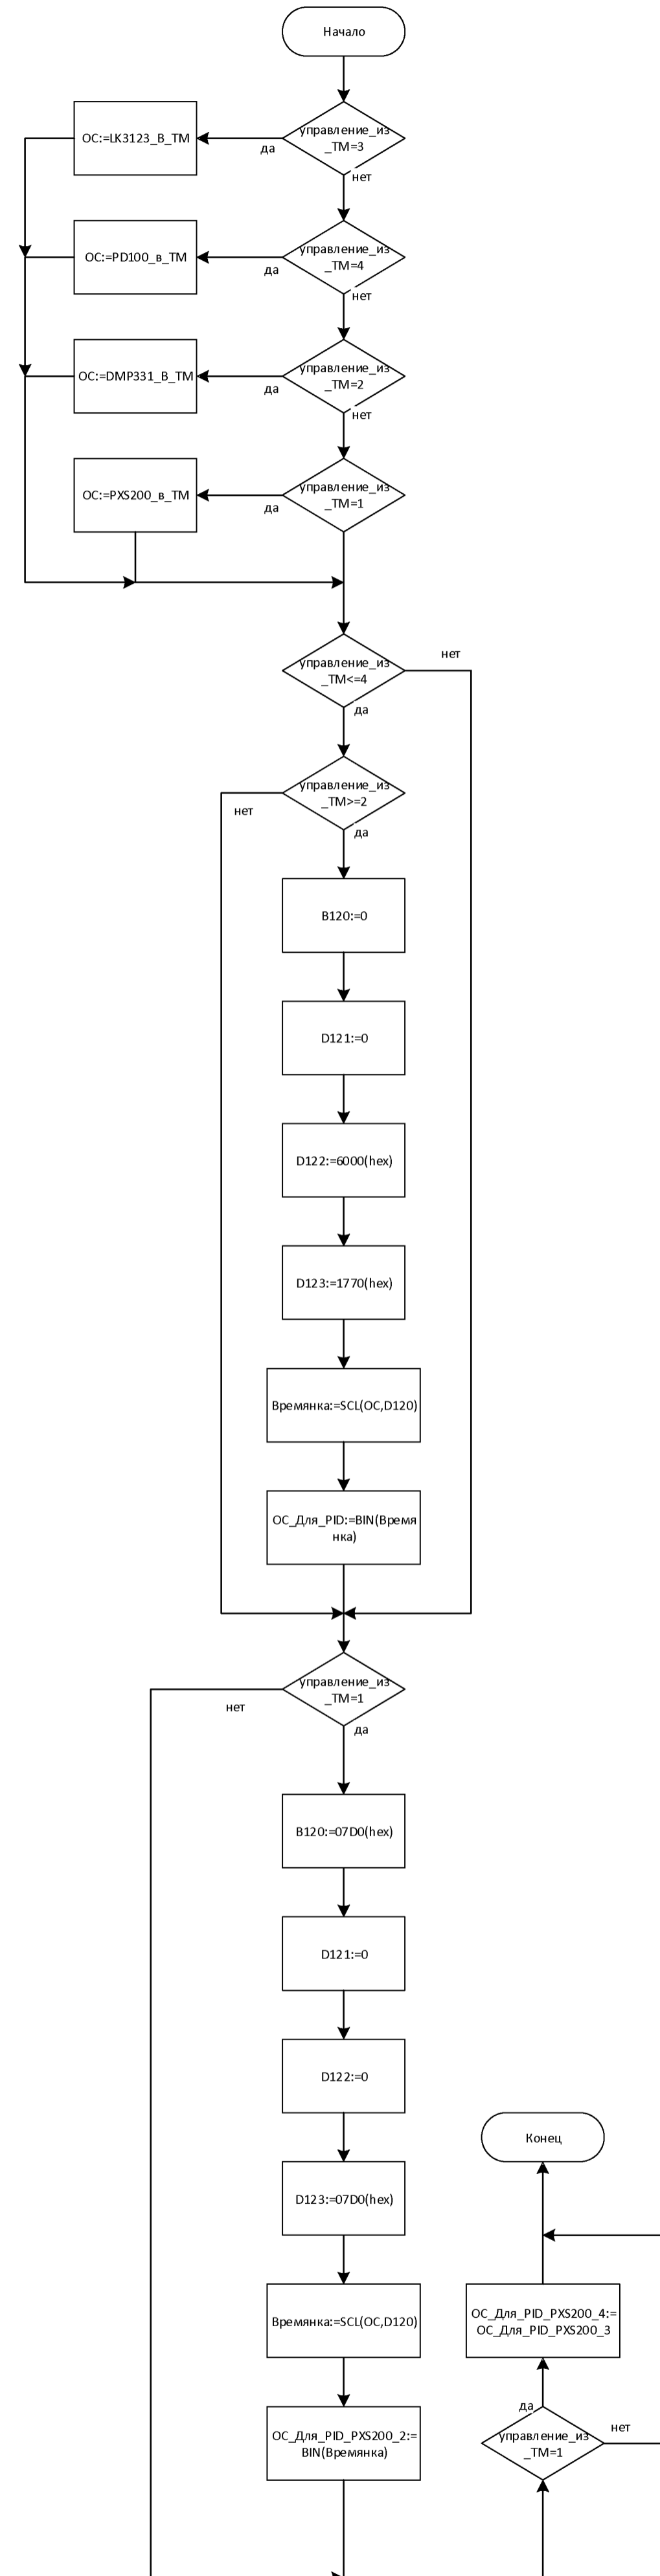 Начало
управление_из
_ТМ=3
ОС:=LK3123_В_ТМ
да
нет
управление_из
_ТМ=4
ОС:=PD100_в_ТМ
да
нет
управление_из
_ТМ=2
ОС:=DMP331_В_ТМ
да
нет
управление_из
_ТМ=1
ОС:=PXS200_в_ТМ
да
управление_из
_ТМ<=4
нет
да
управление_из
_ТМ>=2
нет
да
B120:=0
D121:=0
D122:=6000(hex)
D123:=1770(hex)
Времянка:=SCL(ОС,D120)
ОС_Для_PID:=BIN(Время
нка)
управление_из
_ТМ=1
нет
да
B120:=07D0(hex)
D121:=0
D122:=0
D123:=07D0(hex)
Времянка:=SCL(ОС,D120)
ОС_Для_PID_PXS200_2:=
BIN(Времянка)
Конец
ОС_Для_PID_PXS200_4:=
ОС_Для_PID_PXS200_3
да
управление_из
_ТМ=1
нет